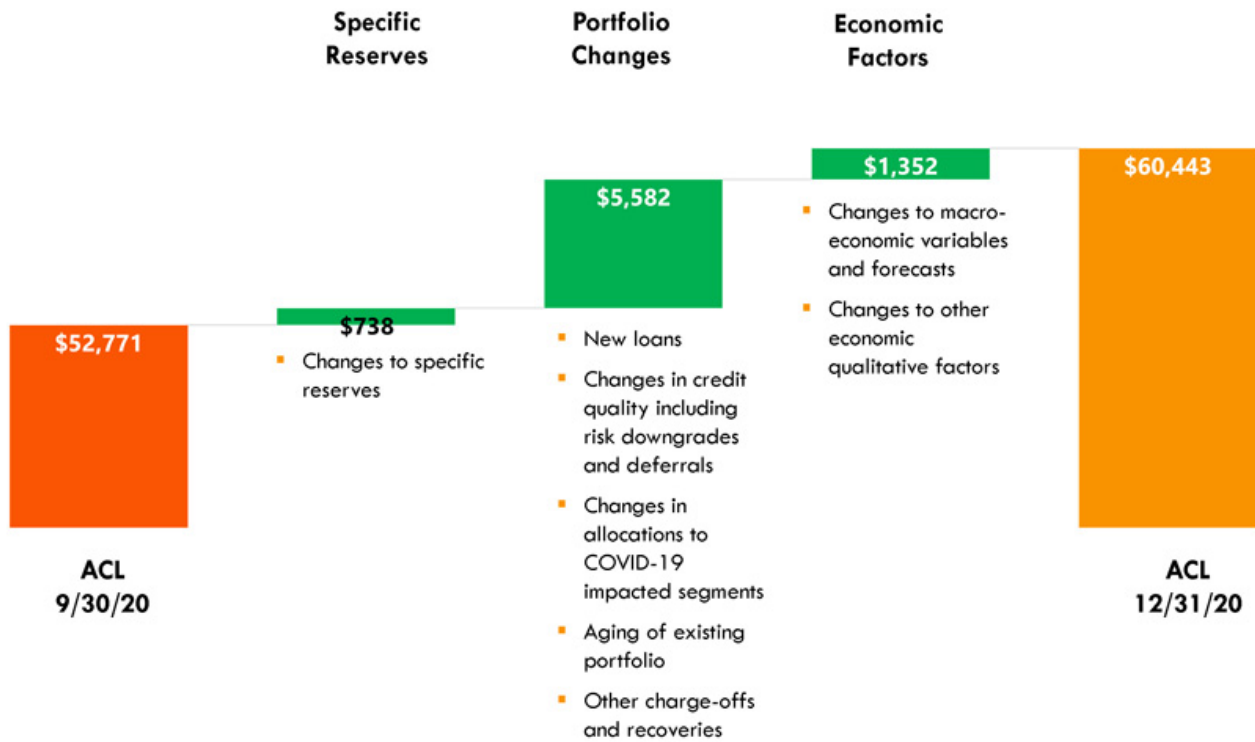 Specific
Reserves
Portfolio
Changes
Economic
Factors
$52,771
ACL
9/30/20
$738
▪ Changes to specific
reserves
$5,582
▪ New loans
▪ Changes in credit
quality including
risk downgrades
and deferrals
▪ Changes in
allocations to
COVID-19
impacted segments
▪ Aging of existing
portfolio
▪ Other charge-offs
and recoveries
$1,352
▪ Changes to macro-
economic variables
and forecasts
▪ Changes to other
economic
qualitative factors
$60,443
ACL
12/31/20